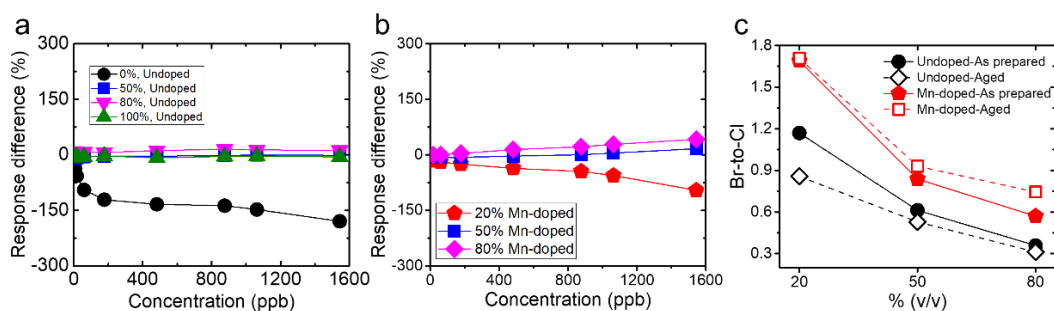 a
Response difference (%)
300
150
0
-150
-300
0%, Undoped
50%, Undoped
80%, Undoped
100%, Undoped
0 400 800 1200 1600
Concentration (ppb)
b
Response difference (%)
300
150
0
-150
-300
20% Mn-doped
50% Mn-doped
80% Mn-doped
0 400 800 1200 1600
Concentration (ppb)
c
Br-to-Cl
1.8
1.5
1.2
0.9
0.6
0.3
Undoped-As prepared
Undoped-Aged
Mn-doped-As prepared
Mn-doped-Aged
20 50 80
% (v/v)